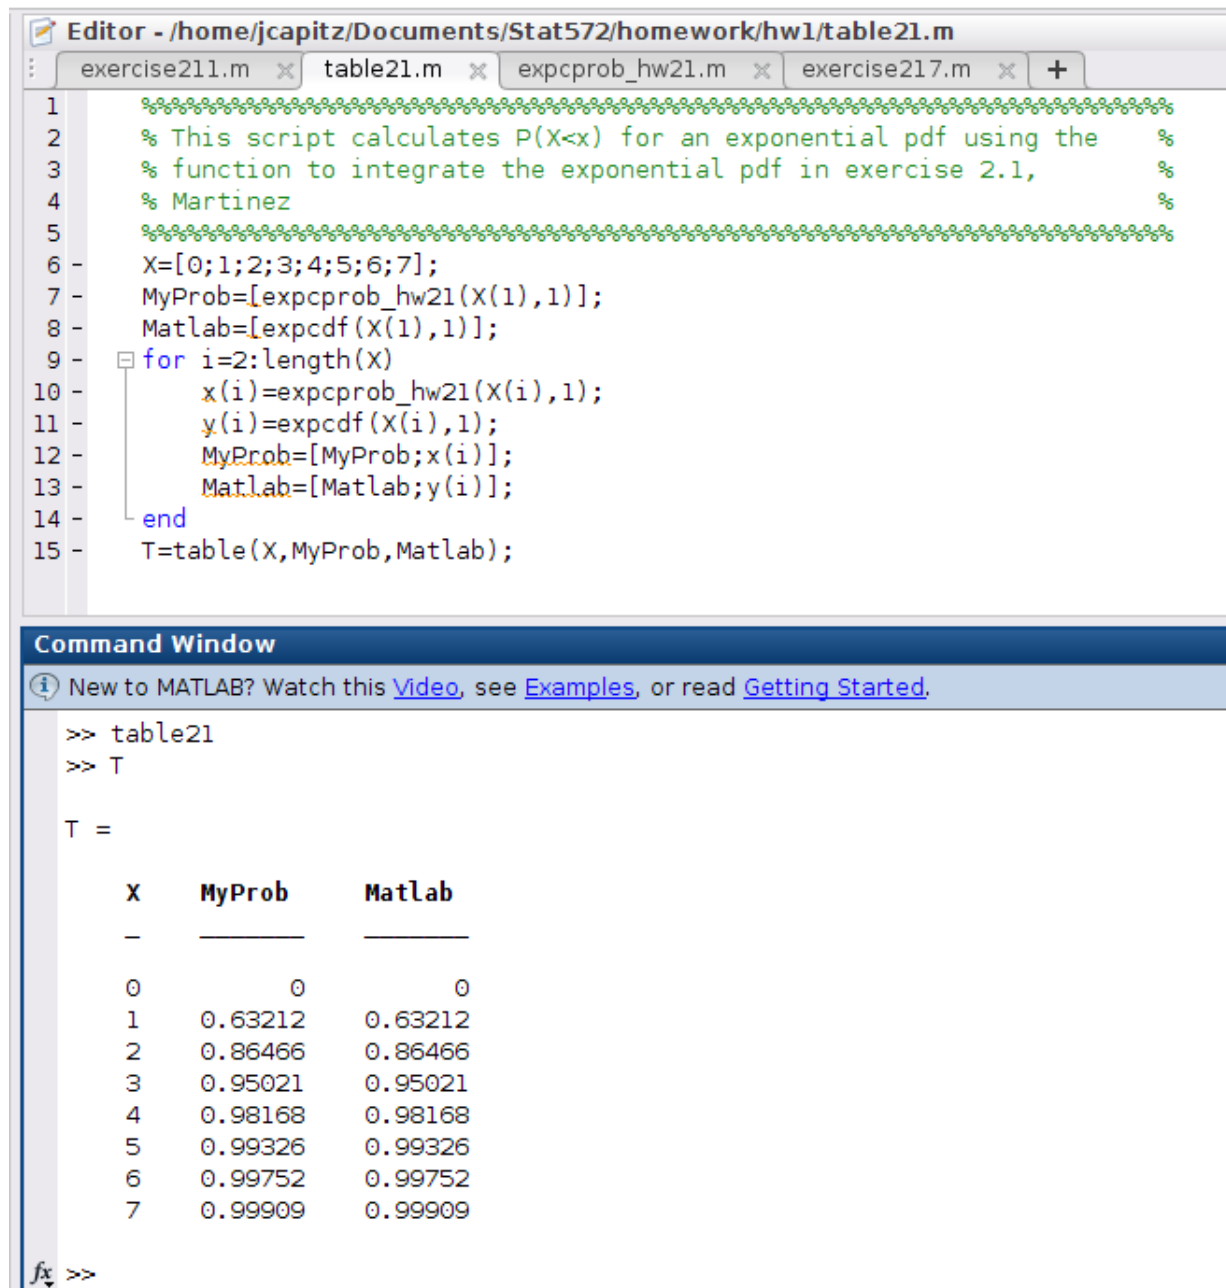 Editor - /home/jcapitz/Documents/Stat572/homework/hw1/table21.m
exercise211.m × table21.m × expcprob_hw21.m × exercise217.m × +
1 %%%%%%%%%%%%%%%%%%%%%%%%%%%%%%%%%%%%%%%%%%%%%%%%%%%%%%%%%%%%%%%%%%%%%%
2 % This script calculates P(X<x) for an exponential pdf using the %
3 % function to integrate the exponential pdf in exercise 2.1, %
4 % Martinez %
5 %%%%%%%%%%%%%%%%%%%%%%%%%%%%%%%%%%%%%%%%%%%%%%%%%%%%%%%%%%%%%%%%%%%%%%
6 - X=[0;1;2;3;4;5;6;7];
7 - MyProb=[expcprob_hw21(X(1),1)];
8 - Matlab=[expcdf(X(1),1)];
9 - for i=2:length(X)
10 - x(i)=expcprob_hw21(X(i),1);
11 - y(i)=expcdf(X(i),1);
12 - MyProb=[MyProb;x(i)];
13 - Matlab=[Matlab;y(i)];
14 - end
15 - T=table(X,MyProb,Matlab);
Command Window
New to MATLAB? Watch this Video, see Examples, or read Getting Started.
>> table21
>> T
T =
X MyProb Matlab
_ _______ _______
0 0 0
1 0.63212 0.63212
2 0.86466 0.86466
3 0.95021 0.95021
4 0.98168 0.98168
5 0.99326 0.99326
6 0.99752 0.99752
7 0.99909 0.99909
fx >>